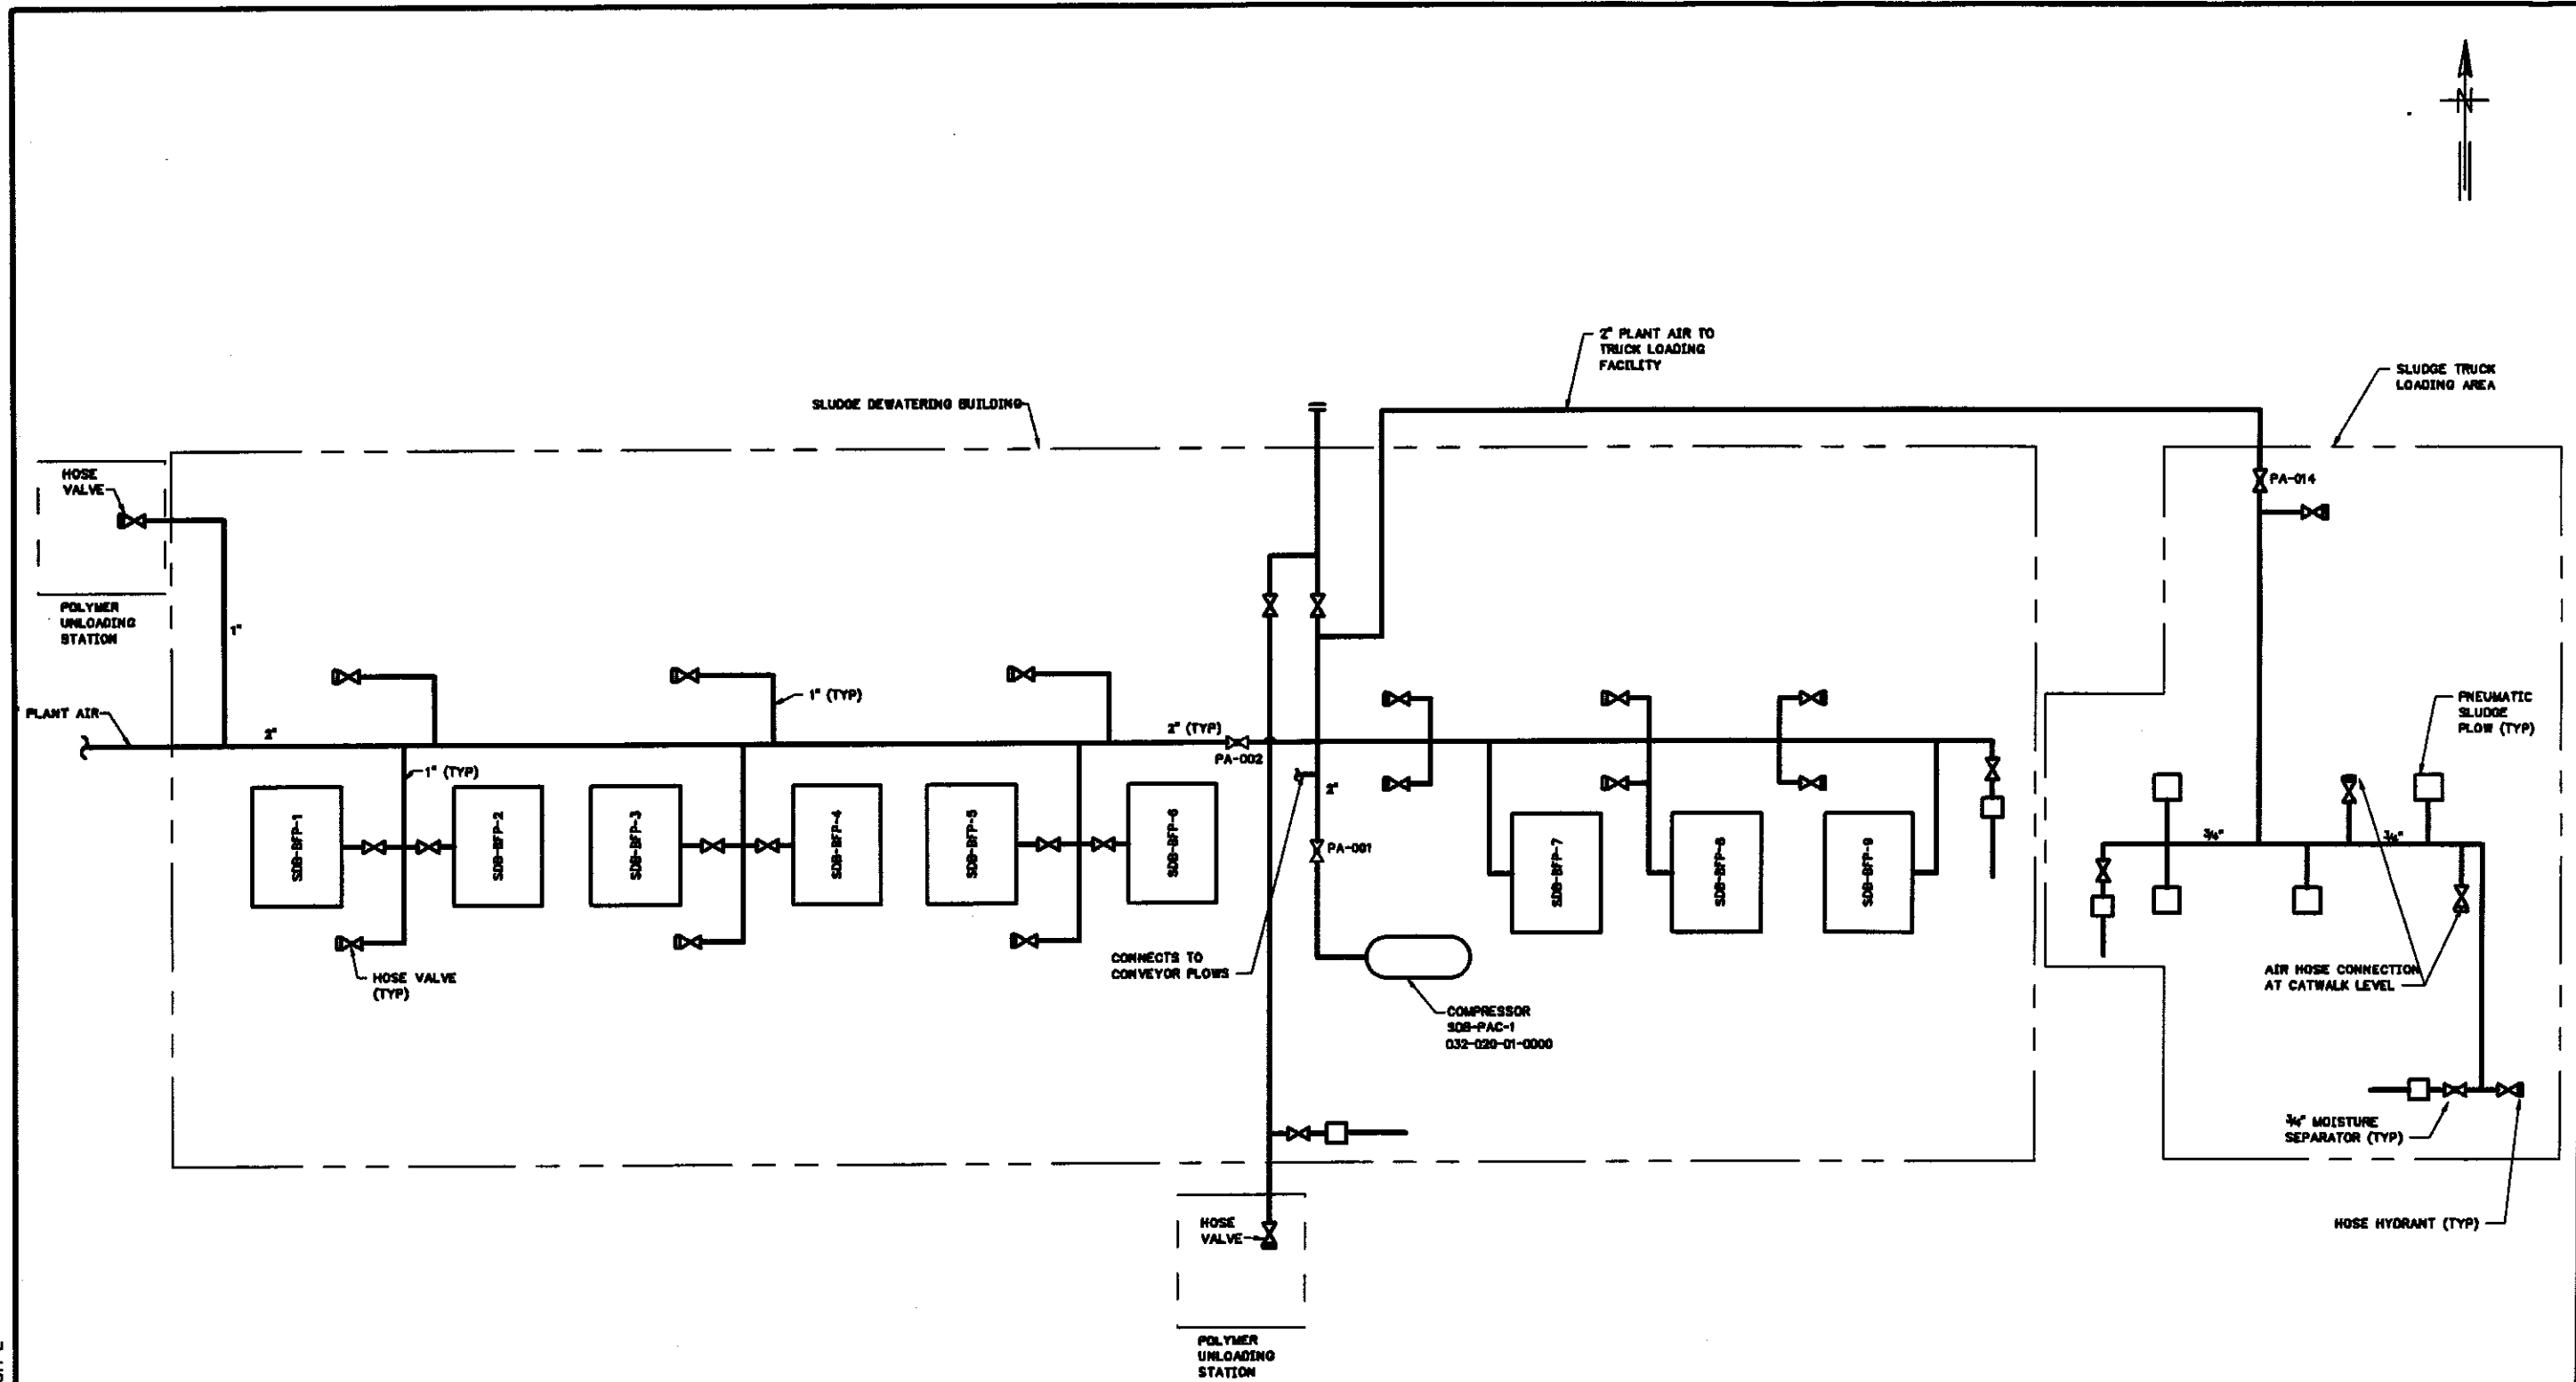 N
2" PLANT AIR TO
TRUCK LOADING
FACILITY
SLUDGE TRUCK
LOADING AREA
SLUDGE DEWATERING BUILDING
HOSE
VALVE
PA-014
POLYMER
UNLOADING
STATION
1"
1" (TYP)
PLANT AIR
2"
2" (TYP)
PA-002
PNEUMATIC
SLUDGE
PLOW (TYP)
1" (TYP)
2"
SDB-BFP-1
SDB-BFP-2
SDB-BFP-3
SDB-BFP-4
SDB-BFP-5
SDB-BFP-6
PA-001
SDB-BFP-7
SDB-BFP-8
SDB-BFP-9
3/4"
3/4"
HOSE VALVE
(TYP)
CONNECTS TO
CONVEYOR PLOWS
AIR HOSE CONNECTION
AT CATWALK LEVEL
COMPRESSOR
SDB-PAC-1
032-020-01-0000
3/4" MOISTURE
SEPARATOR (TYP)
HOSE
VALVE
HOSE HYDRANT (TYP)
POLYMER
UNLOADING
STATION